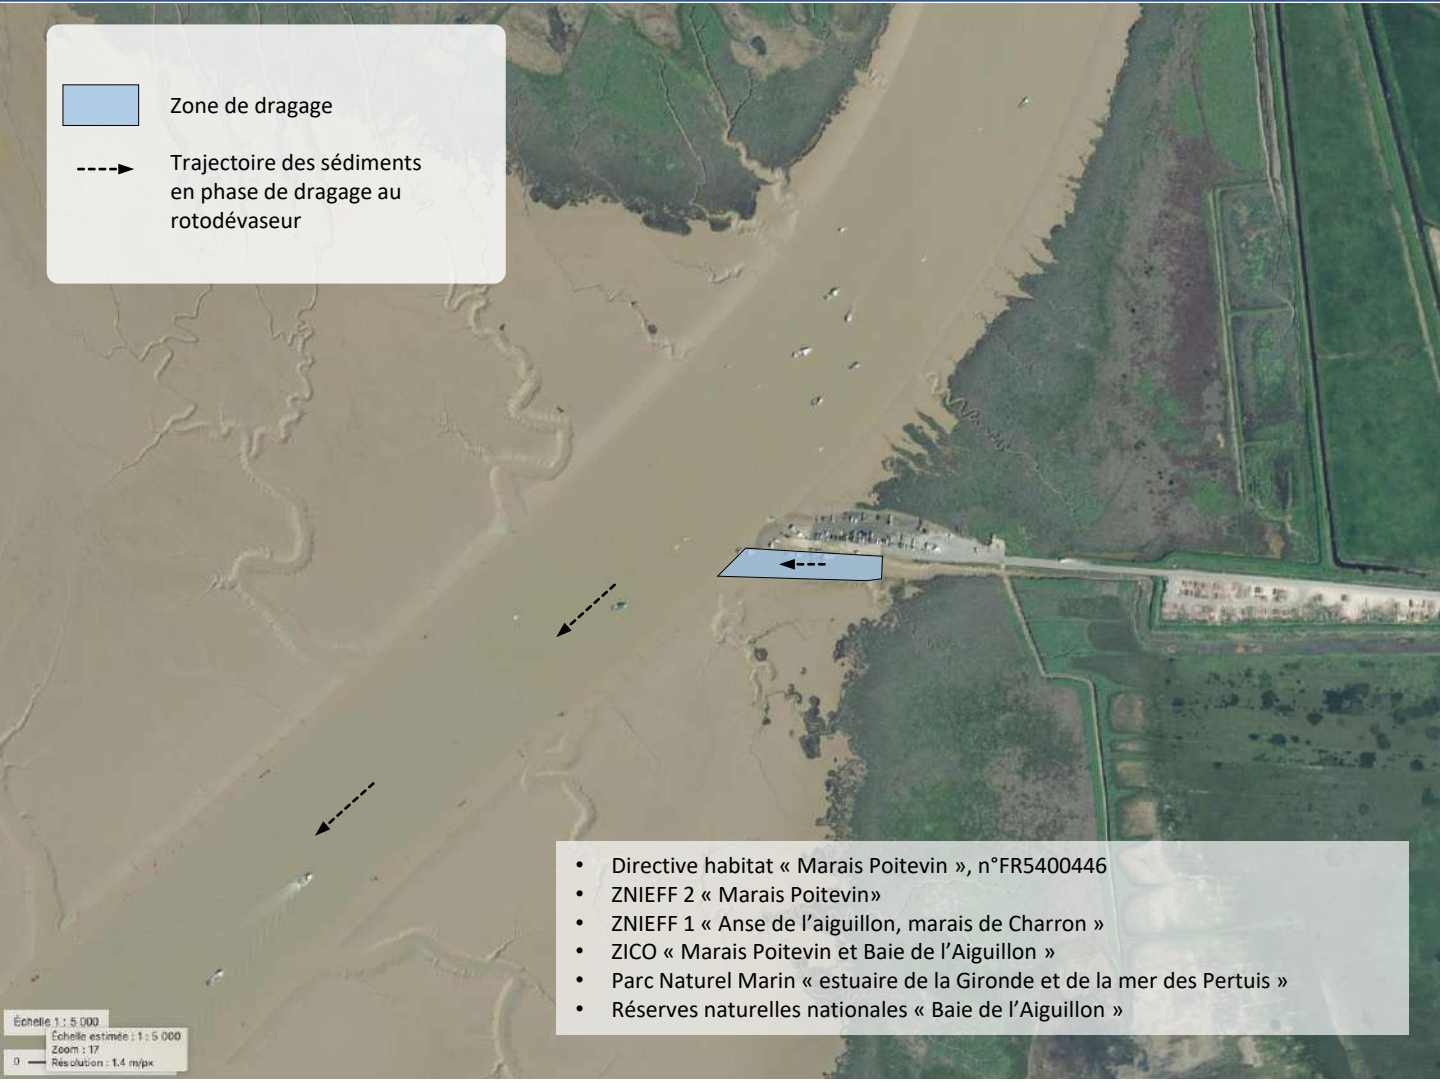 Zone de dragage
Trajectoire des sédiments
en phase de dragage au
rotodévaseur
• Directive habitat « Marais Poitevin », n°FR5400446
• ZNIEFF 2 « Marais Poitevin»
• ZNIEFF 1 « Anse de l’aiguillon, marais de Charron »
• ZICO « Marais Poitevin et Baie de l’Aiguillon »
• Parc Naturel Marin « estuaire de la Gironde et de la mer des Pertuis »
• Réserves naturelles nationales « Baie de l’Aiguillon »
Échelle 1 : 5 000
Échelle estimée : 1 : 5 000
Zoom : 17
0
Résolution : 1.4 m/px